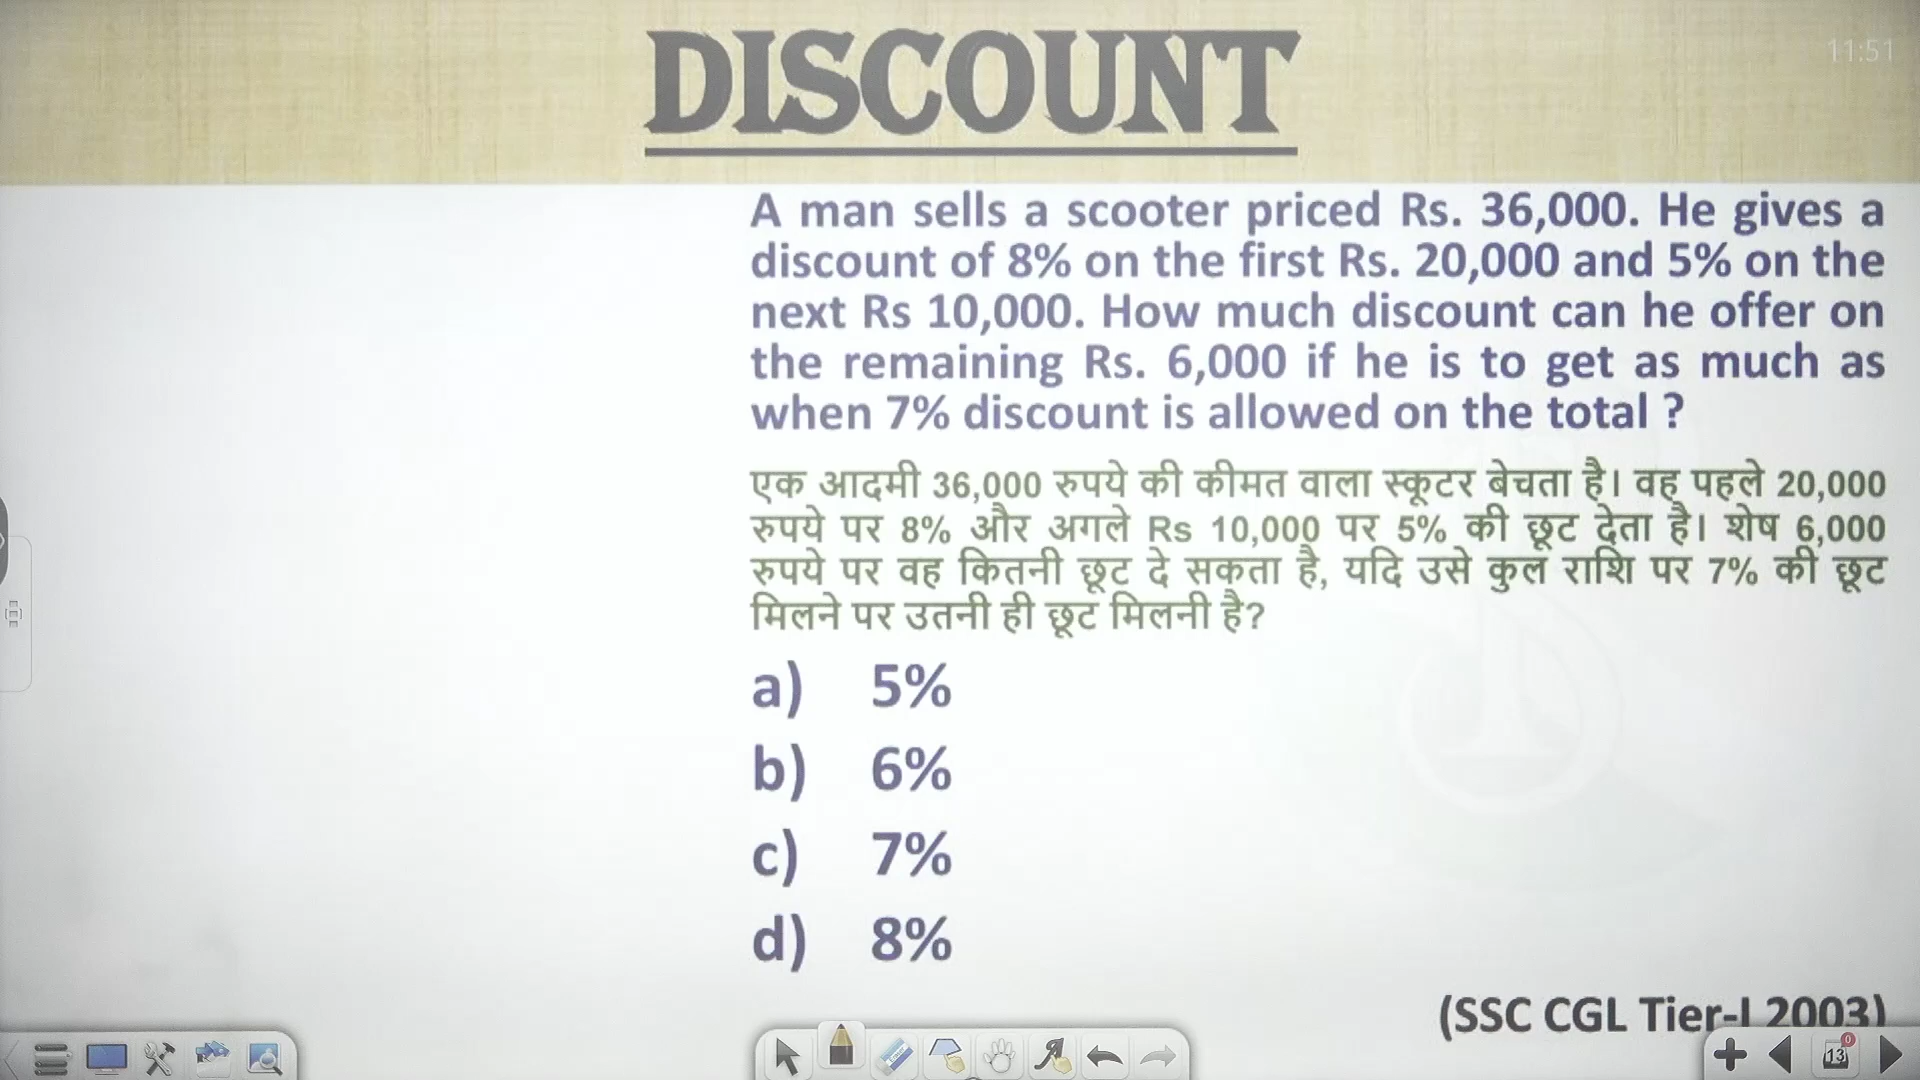 DISCOUNT
11:51
A man sells a scooter priced Rs. 36,000. He gives a
discount of 8% on the first Rs. 20,000 and 5% on the
next Rs 10,000. How much discount can he offer on
the remaining Rs. 6,000 if he is to get as much as
when 7% discount is allowed on the total ?
एक आदमी 36,000 रुपये की कीमत वाला स्कूटर बेचता है। वह पहले 20,000
रुपये पर 8% और अगले Rs 10,000 पर 5% की छूट देता है। शेष 6,000
रुपये पर वह कितनी छूट दे सकता है, यदि उसे कुल राशि पर 7% की छूट
मिलने पर उतनी ही छूट मिलनी है?
a) 5%
b) 6%
c) 7%
d) 8%
(SSC CGL Tier-I 2003)
13
0